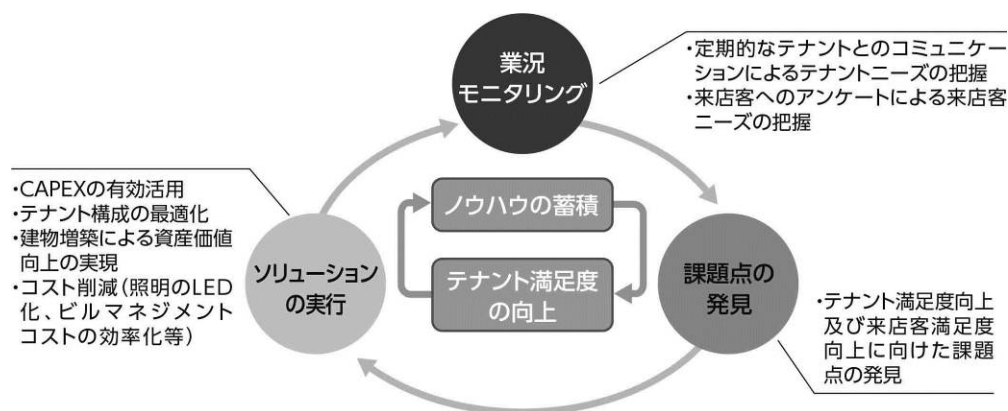 業況
モニタリング
・定期的なテナントとのコミュニケー
ションによるテナントニーズの把握
・来店客へのアンケートによる来店客
ニーズの把握
・CAPEXの有効活用
・テナント構成の最適化
・建物増築による資産価値
向上の実現
・コスト削減(照明のLED
化、ビルマネジメント
コストの効率化等)
ソリューション
の実行
ノウハウの蓄積
テナント満足度
の向上
課題点の
発見
・テナント満足度向上
及び来店客満足度
向上に向けた課題
点の発見